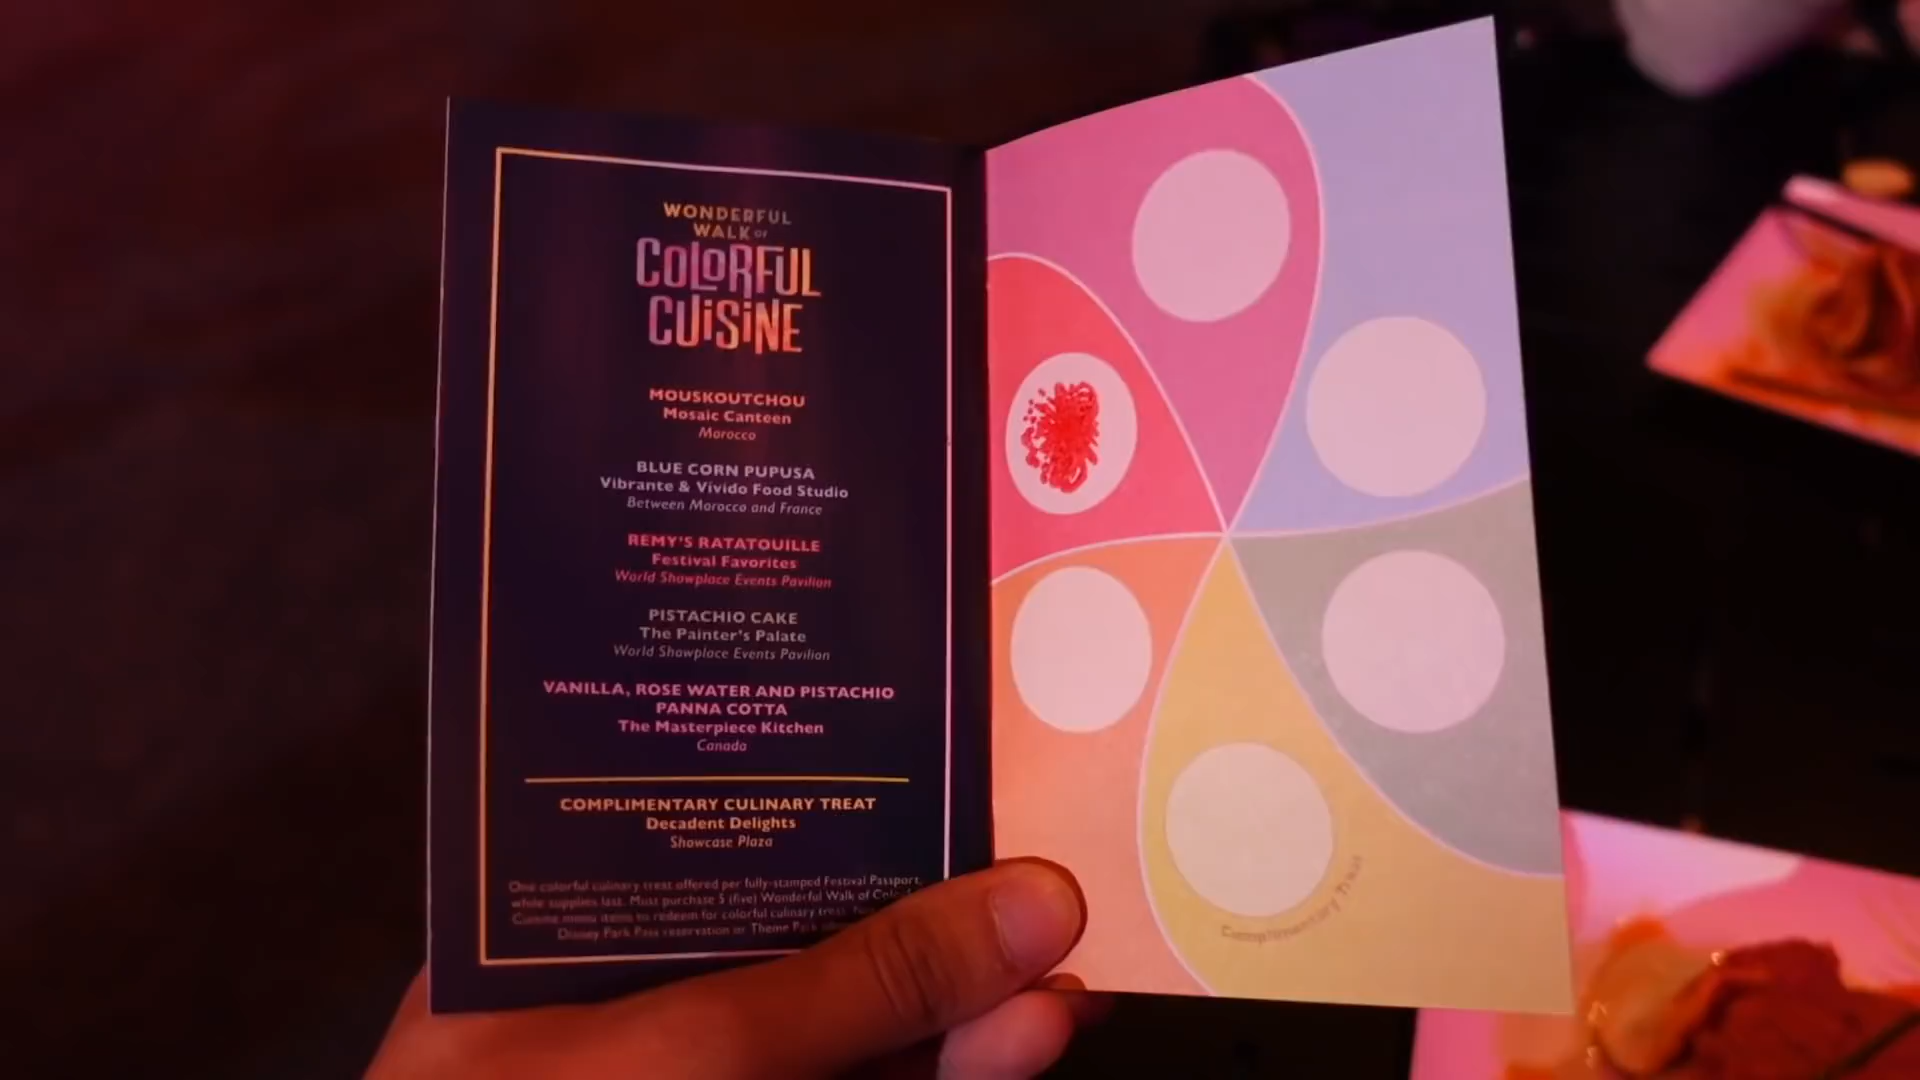 WONDERFUL
WALK OF
COLORFUL
CUISINE
MOUSKOUTCHOU
Mosaic Canteen
Morocco
BLUE CORN PUPUSA
Vibrante & Vívido Food Studio
Between Morocco and France
REMY'S RATATOUILLE
Festival Favorites
World Showplace Events Pavilion
PISTACHIO CAKE
The Painter's Palate
World Showplace Events Pavilion
VANILLA, ROSE WATER AND PISTACHIO
PANNA COTTA
The Masterpiece Kitchen
Canada
COMPLIMENTARY CULINARY TREAT
Decadent Delights
Showcase Plaza
One colorful culinary treat offered per fully-stamped Festival Passport,
while supplies last. Must purchase 5 (five) Wonderful Walk of
Cuisine menu items to redeem for colorful culinary treat.
Disney Park Pass reservation or Theme Park
Complimentary Treat